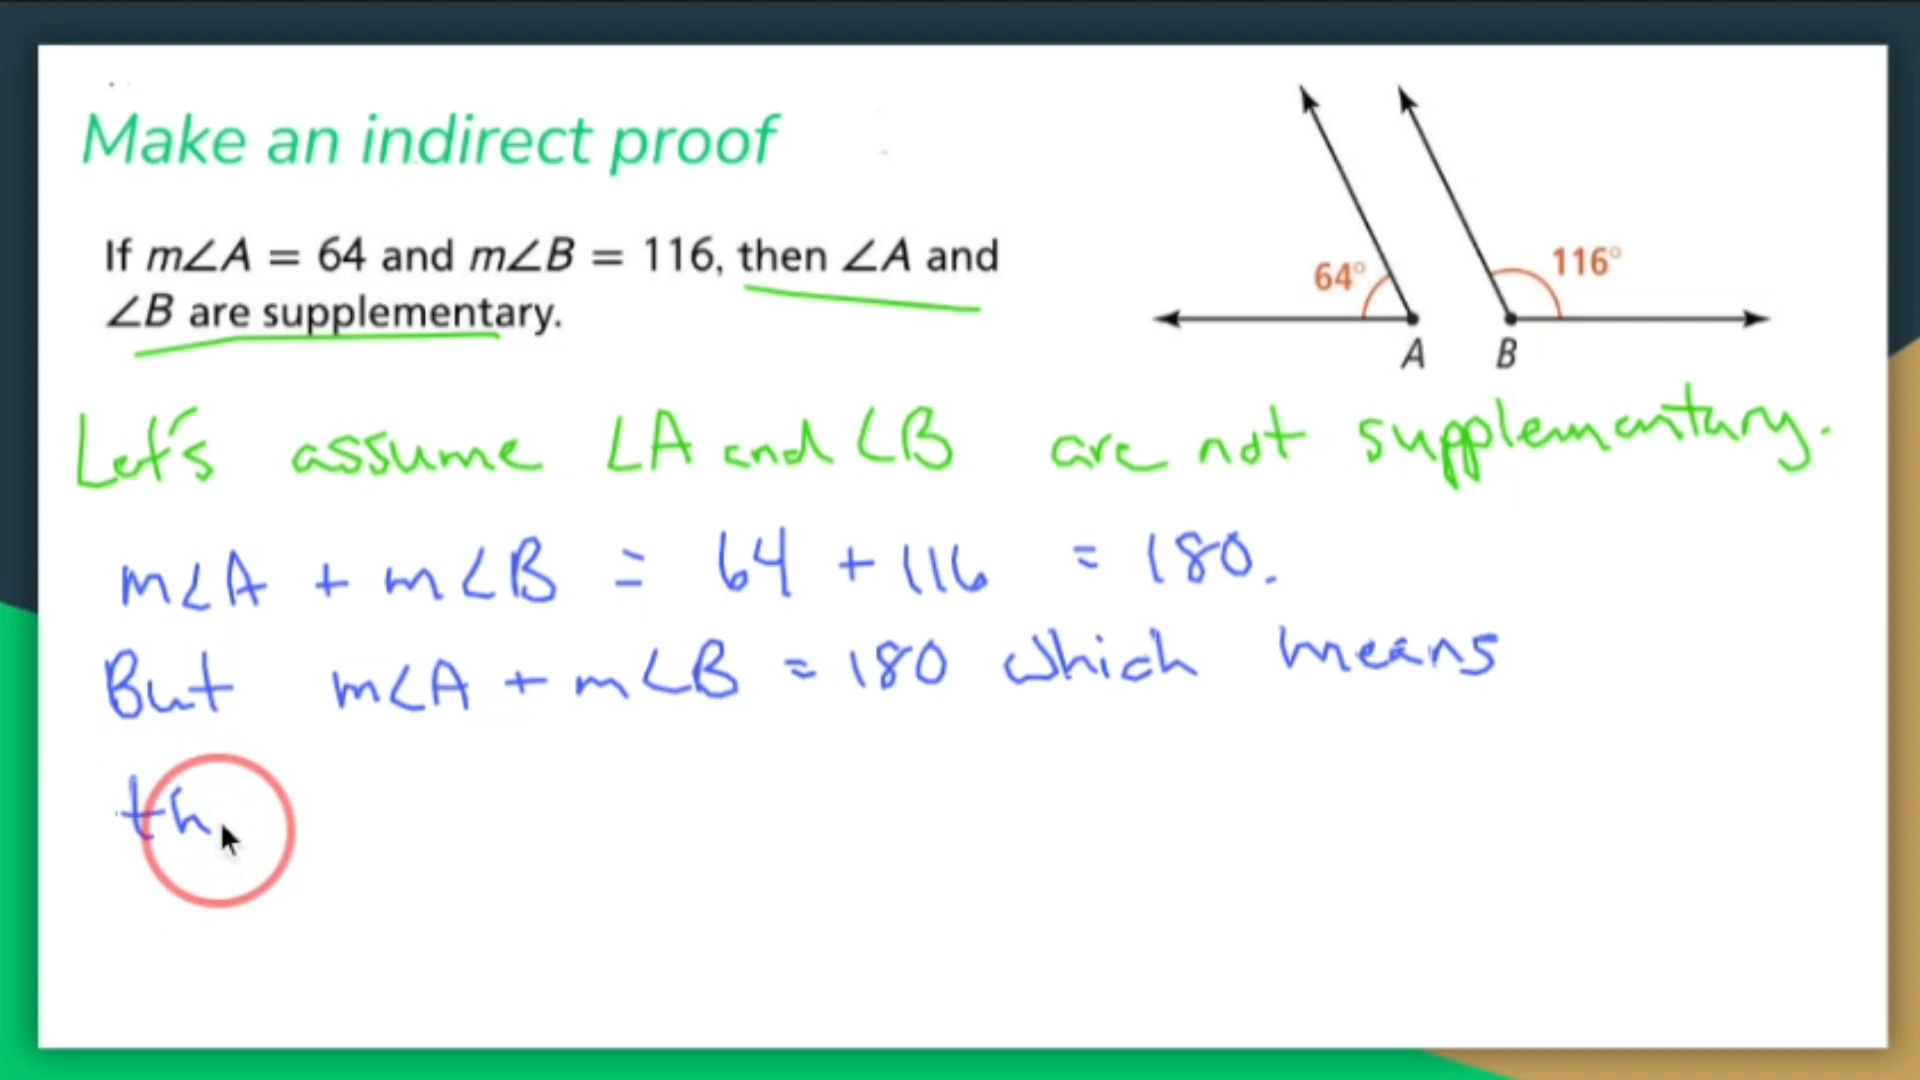 Make an indirect proof
If m∠A = 64 and m∠B = 116, then ∠A and
∠B are supplementary.
64°
116°
A
B
Let's assume ∠A and ∠B are not supplementary.
m∠A + m∠B = 64 + 116 = 180.
But m∠A + m∠B = 180 which means
th